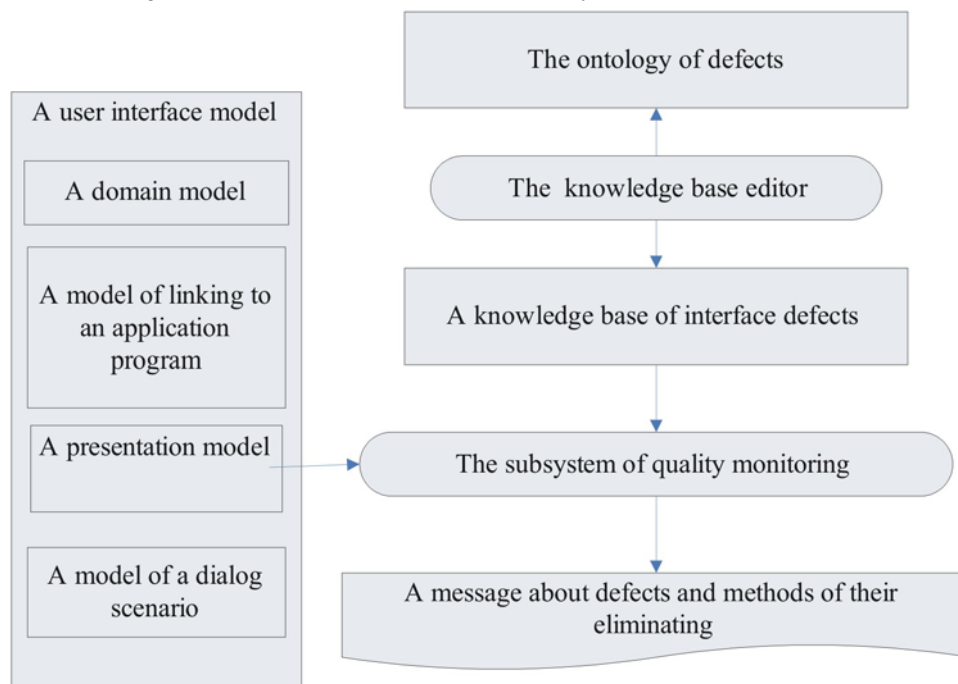 The ontology of defects
A user interface model
A domain model
The knowledge base editor
A model of linking to
an application
program
A knowledge base of interface defects
A presentation model
The subsystem of quality monitoring
A model of a dialog
scenario
A message about defects and methods of their
eliminating